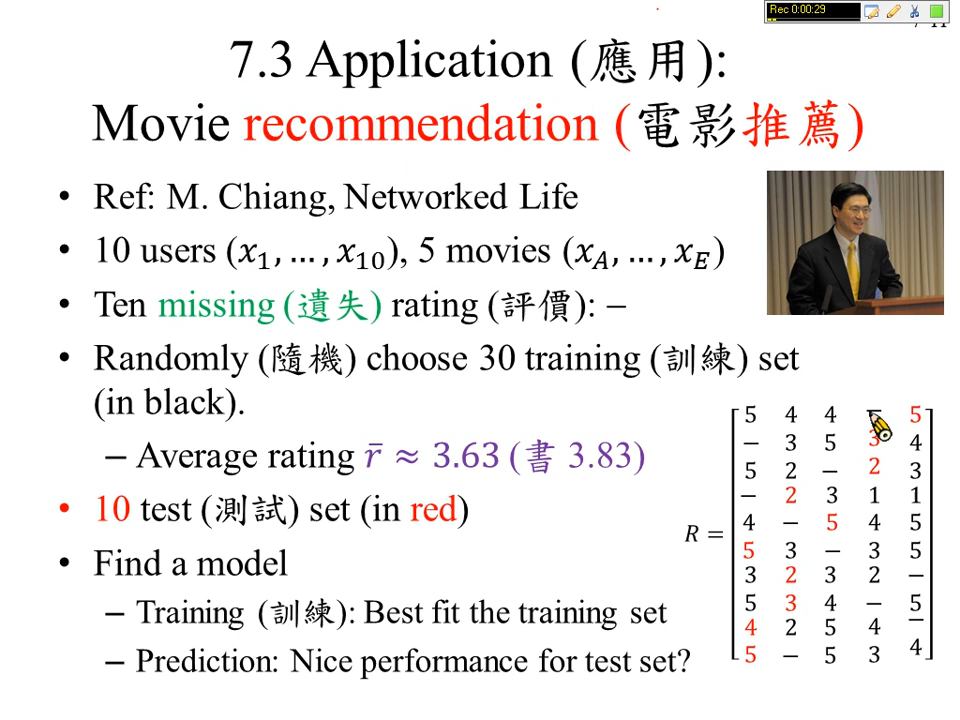 Rec 0:00:29
7.3 Application (應用):
Movie recommendation (電影推薦)
• Ref: M. Chiang, Networked Life
• 10 users (x₁, … , x₁₀), 5 movies (x_A, … , x_E)
• Ten missing (遺失) rating (評價): –
• Randomly (隨機) choose 30 training (訓練) set
(in black).
– Average rating r̄ ≈ 3.63 (書 3.83)
• 10 test (測試) set (in red)
• Find a model
– Training (訓練): Best fit the training set
– Prediction: Nice performance for test set?
R =
5 4 4 – 5
– 3 5 3 4
5 2 – 2 3
– 2 3 1 1
4 – 5 4 5
5 3 – 3 5
3 2 3 2 –
5 3 4 – 5
4 2 5 4 –
5 – 5 3 4